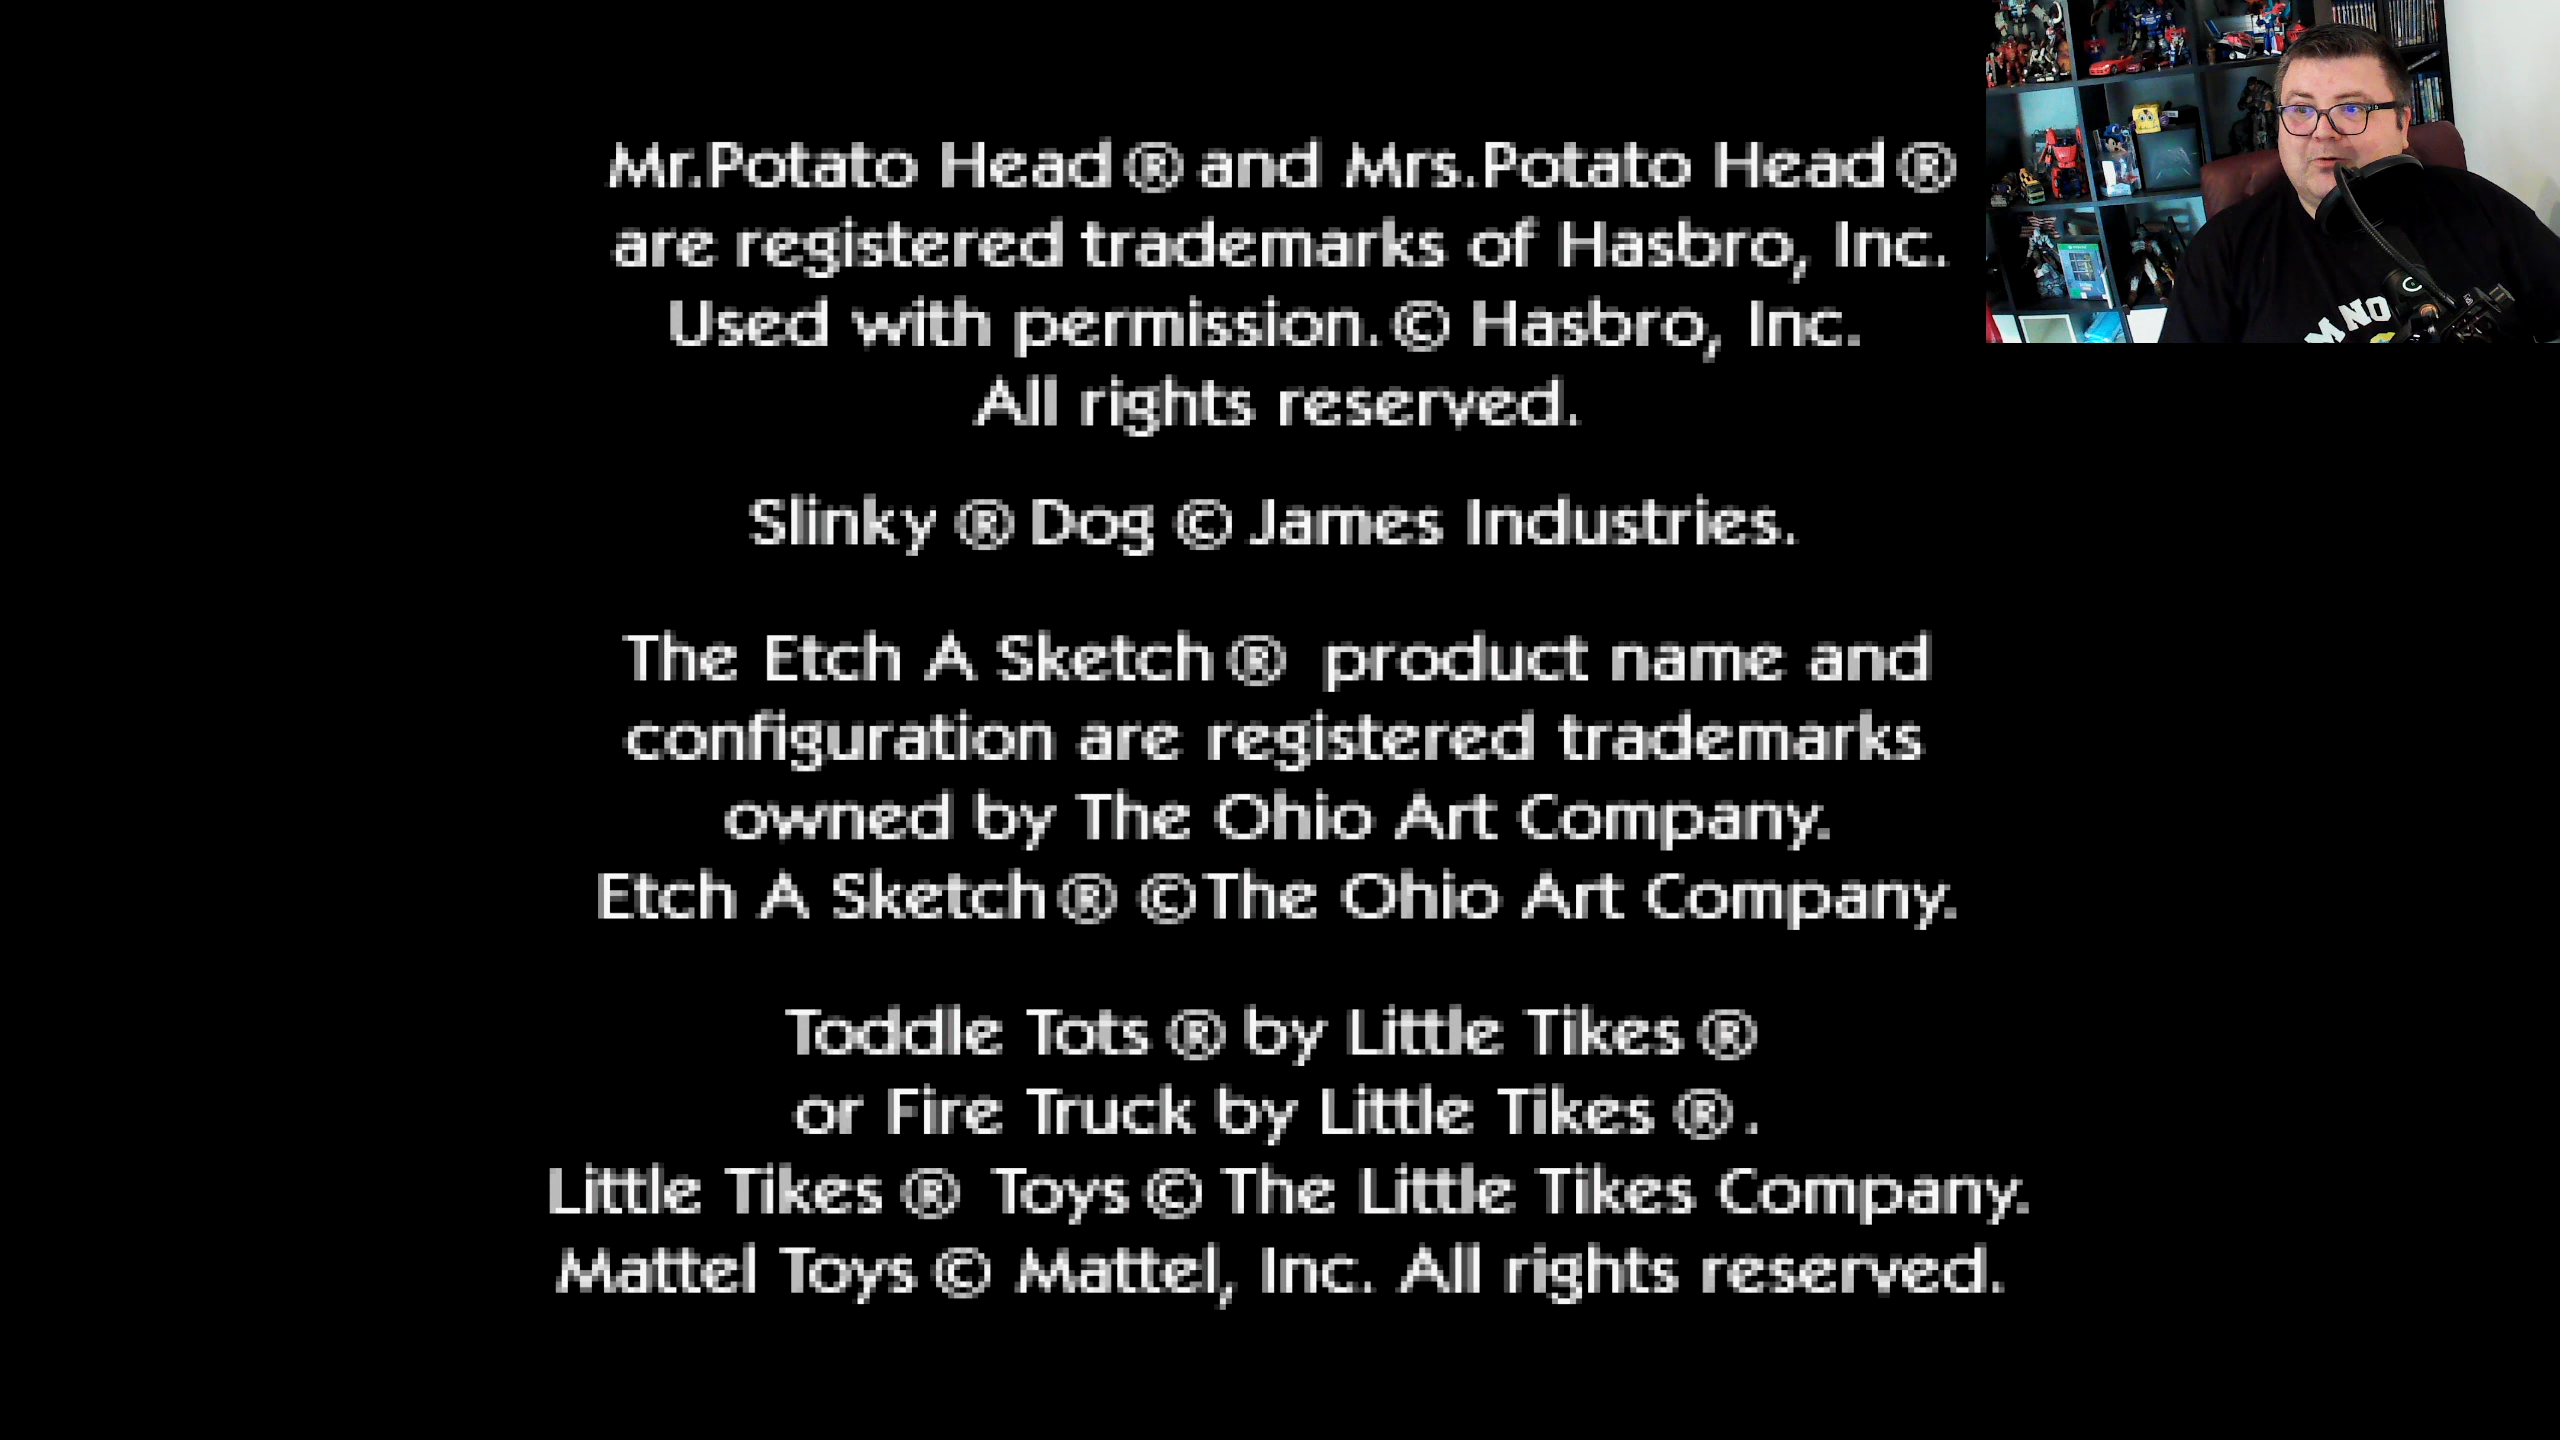 Mr.Potato Head ® and Mrs.Potato Head ®
are registered trademarks of Hasbro, Inc.
Used with permission. © Hasbro, Inc.
All rights reserved.
Slinky ® Dog © James Industries.
The Etch A Sketch ® product name and
configuration are registered trademarks
owned by The Ohio Art Company.
Etch A Sketch ® © The Ohio Art Company.
Toddle Tots ® by Little Tikes ®
or Fire Truck by Little Tikes ® .
Little Tikes ® Toys © The Little Tikes Company.
Mattel Toys © Mattel, Inc. All rights reserved.